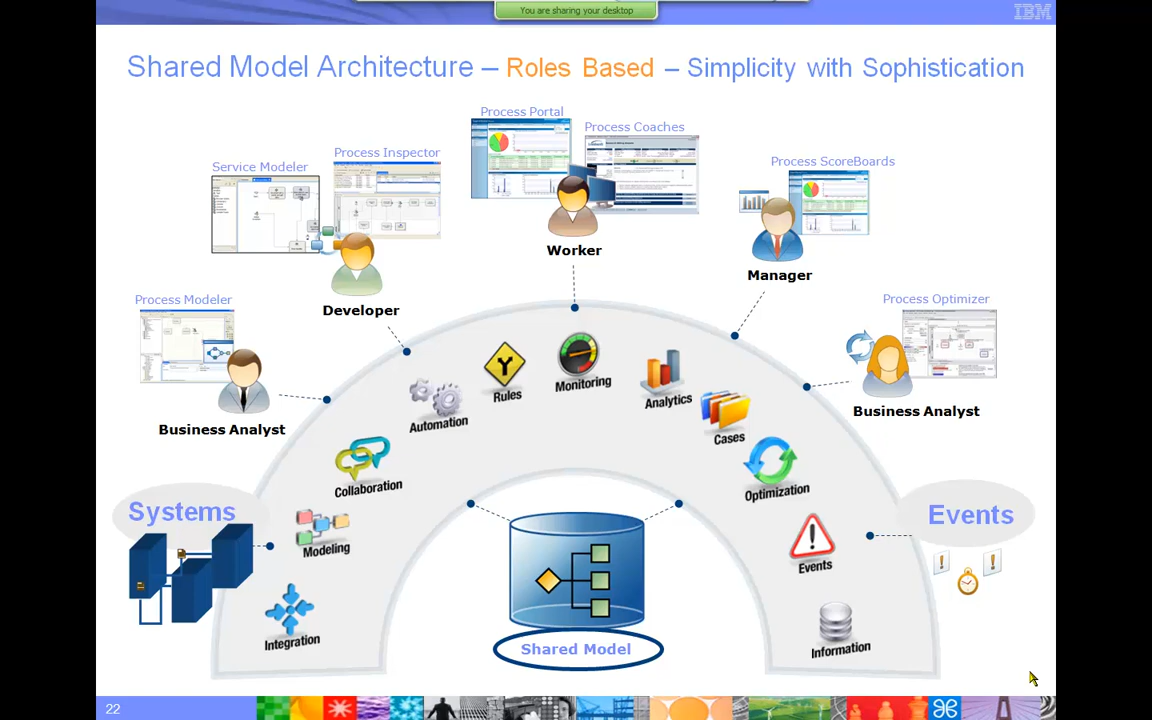 You are sharing your desktop
IBM
Shared Model Architecture – Roles Based – Simplicity with Sophistication
Process Portal
Process Coaches
Process Inspector
Service Modeler
Process ScoreBoards
Worker
Manager
Developer
Process Modeler
Process Optimizer
Business Analyst
Business Analyst
Monitoring
Rules
Analytics
Automation
Cases
Collaboration
Optimization
Systems
Events
Modeling
Events
Integration
Information
Shared Model
22